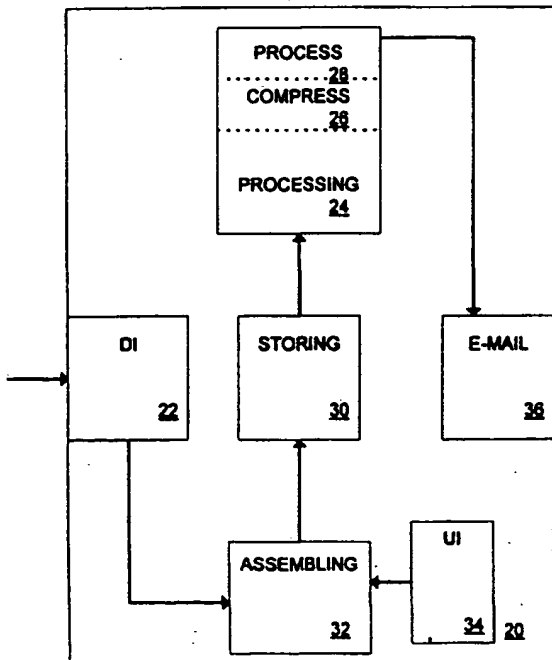 PROCESS
28
COMPRESS
26
PROCESSING
24
DI
22
STORING
30
E-MAIL
36
ASSEMBLING
32
UI
34
20